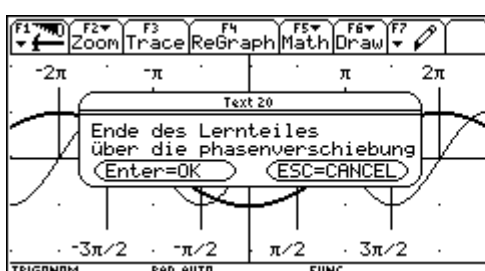 F1 F2 F3 F4 F5 F6 F7
Zoom Trace ReGraph Math Draw
-2π -π π 2π
Text 20
Ende des Lernteiles
über die phasenverschiebung
Enter=OK ESC=CANCEL
-3π/2 -π/2 π/2 3π/2
TRIGONOM RAD AUTO FUNC